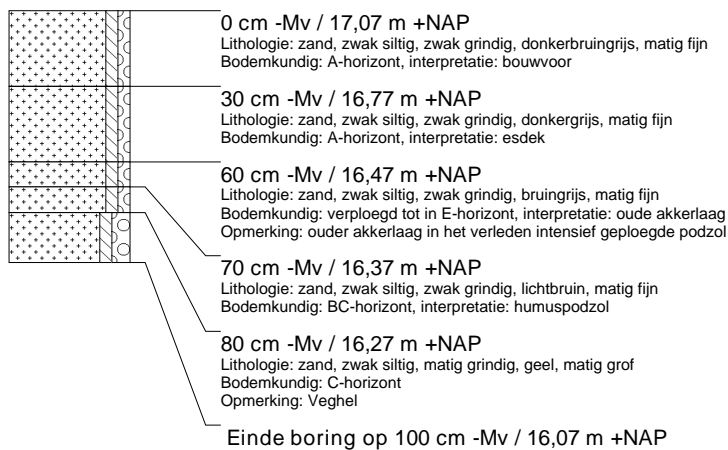 0 cm -Mv / 17,07 m +NAP
Lithologie: zand, zwak siltig, zwak grindig, donkerbruingrijs, matig fijn
Bodemkundig: A-horizont, interpretatie: bouwvoor
30 cm -Mv / 16,77 m +NAP
Lithologie: zand, zwak siltig, zwak grindig, donkergrijs, matig fijn
Bodemkundig: A-horizont, interpretatie: esdek
60 cm -Mv / 16,47 m +NAP
Lithologie: zand, zwak siltig, zwak grindig, bruingrijs, matig fijn
Bodemkundig: verploegd tot in E-horizont, interpretatie: oude akkerlaag
Opmerking: ouder akkerlaag in het verleden intensief geploegde podzol
70 cm -Mv / 16,37 m +NAP
Lithologie: zand, zwak siltig, zwak grindig, lichtbruin, matig fijn
Bodemkundig: BC-horizont, interpretatie: humuspodzol
80 cm -Mv / 16,27 m +NAP
Lithologie: zand, zwak siltig, matig grindig, geel, matig grof
Bodemkundig: C-horizont
Opmerking: Veghel
Einde boring op 100 cm -Mv / 16,07 m +NAP